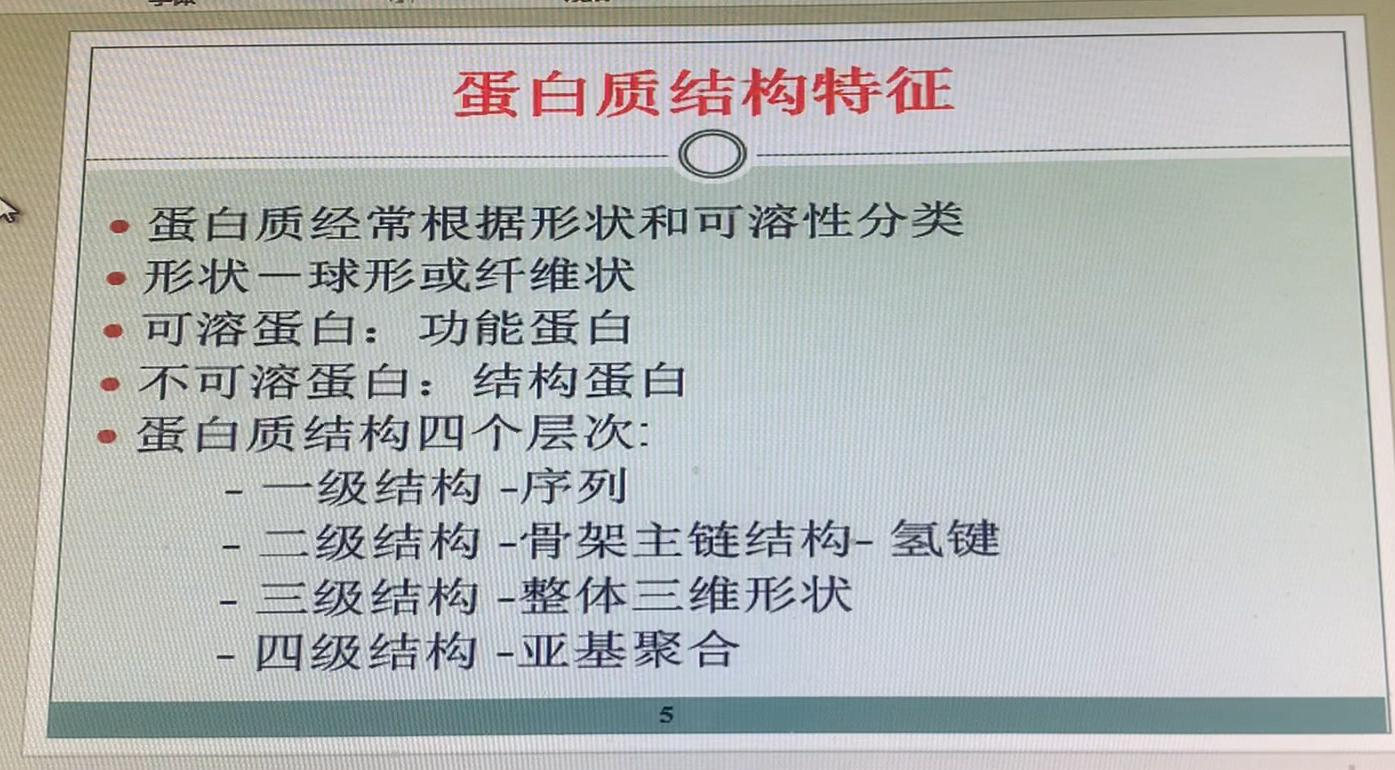 蛋白质结构特征
• 蛋白质经常根据形状和可溶性分类
• 形状－球形或纤维状
• 可溶蛋白：功能蛋白
• 不可溶蛋白：结构蛋白
• 蛋白质结构四个层次:
- 一级结构 -序列
- 二级结构 -骨架主链结构- 氢键
- 三级结构 -整体三维形状
- 四级结构 -亚基聚合
5